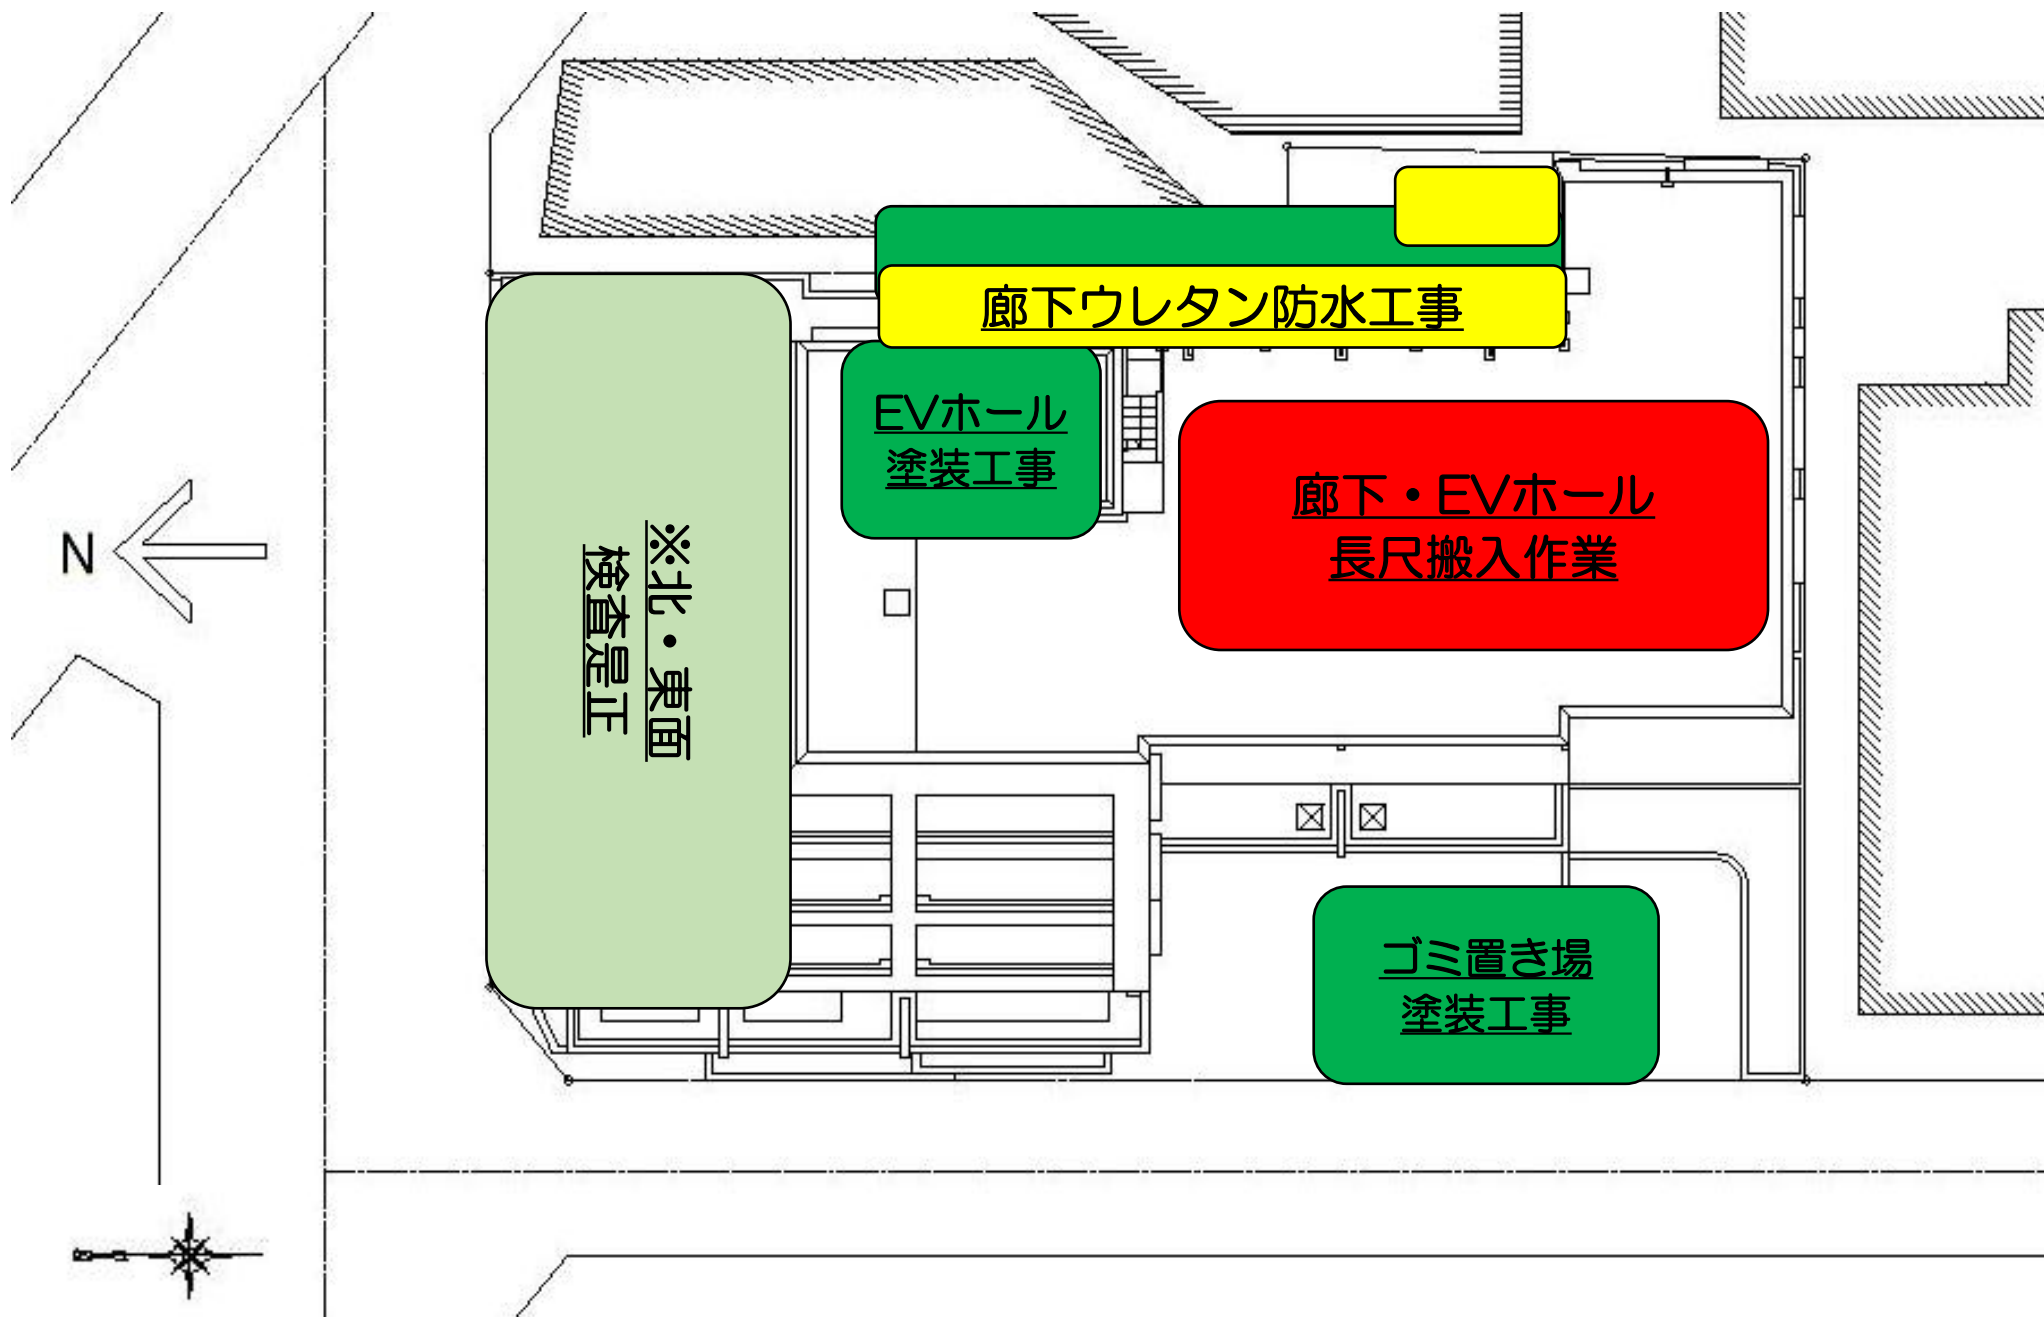 廊下ウレタン防水工事
EVホール
塗装工事
廊下・EVホール
長尺搬入作業
N
※北・東面
検査是正
ゴミ置き場
塗装工事